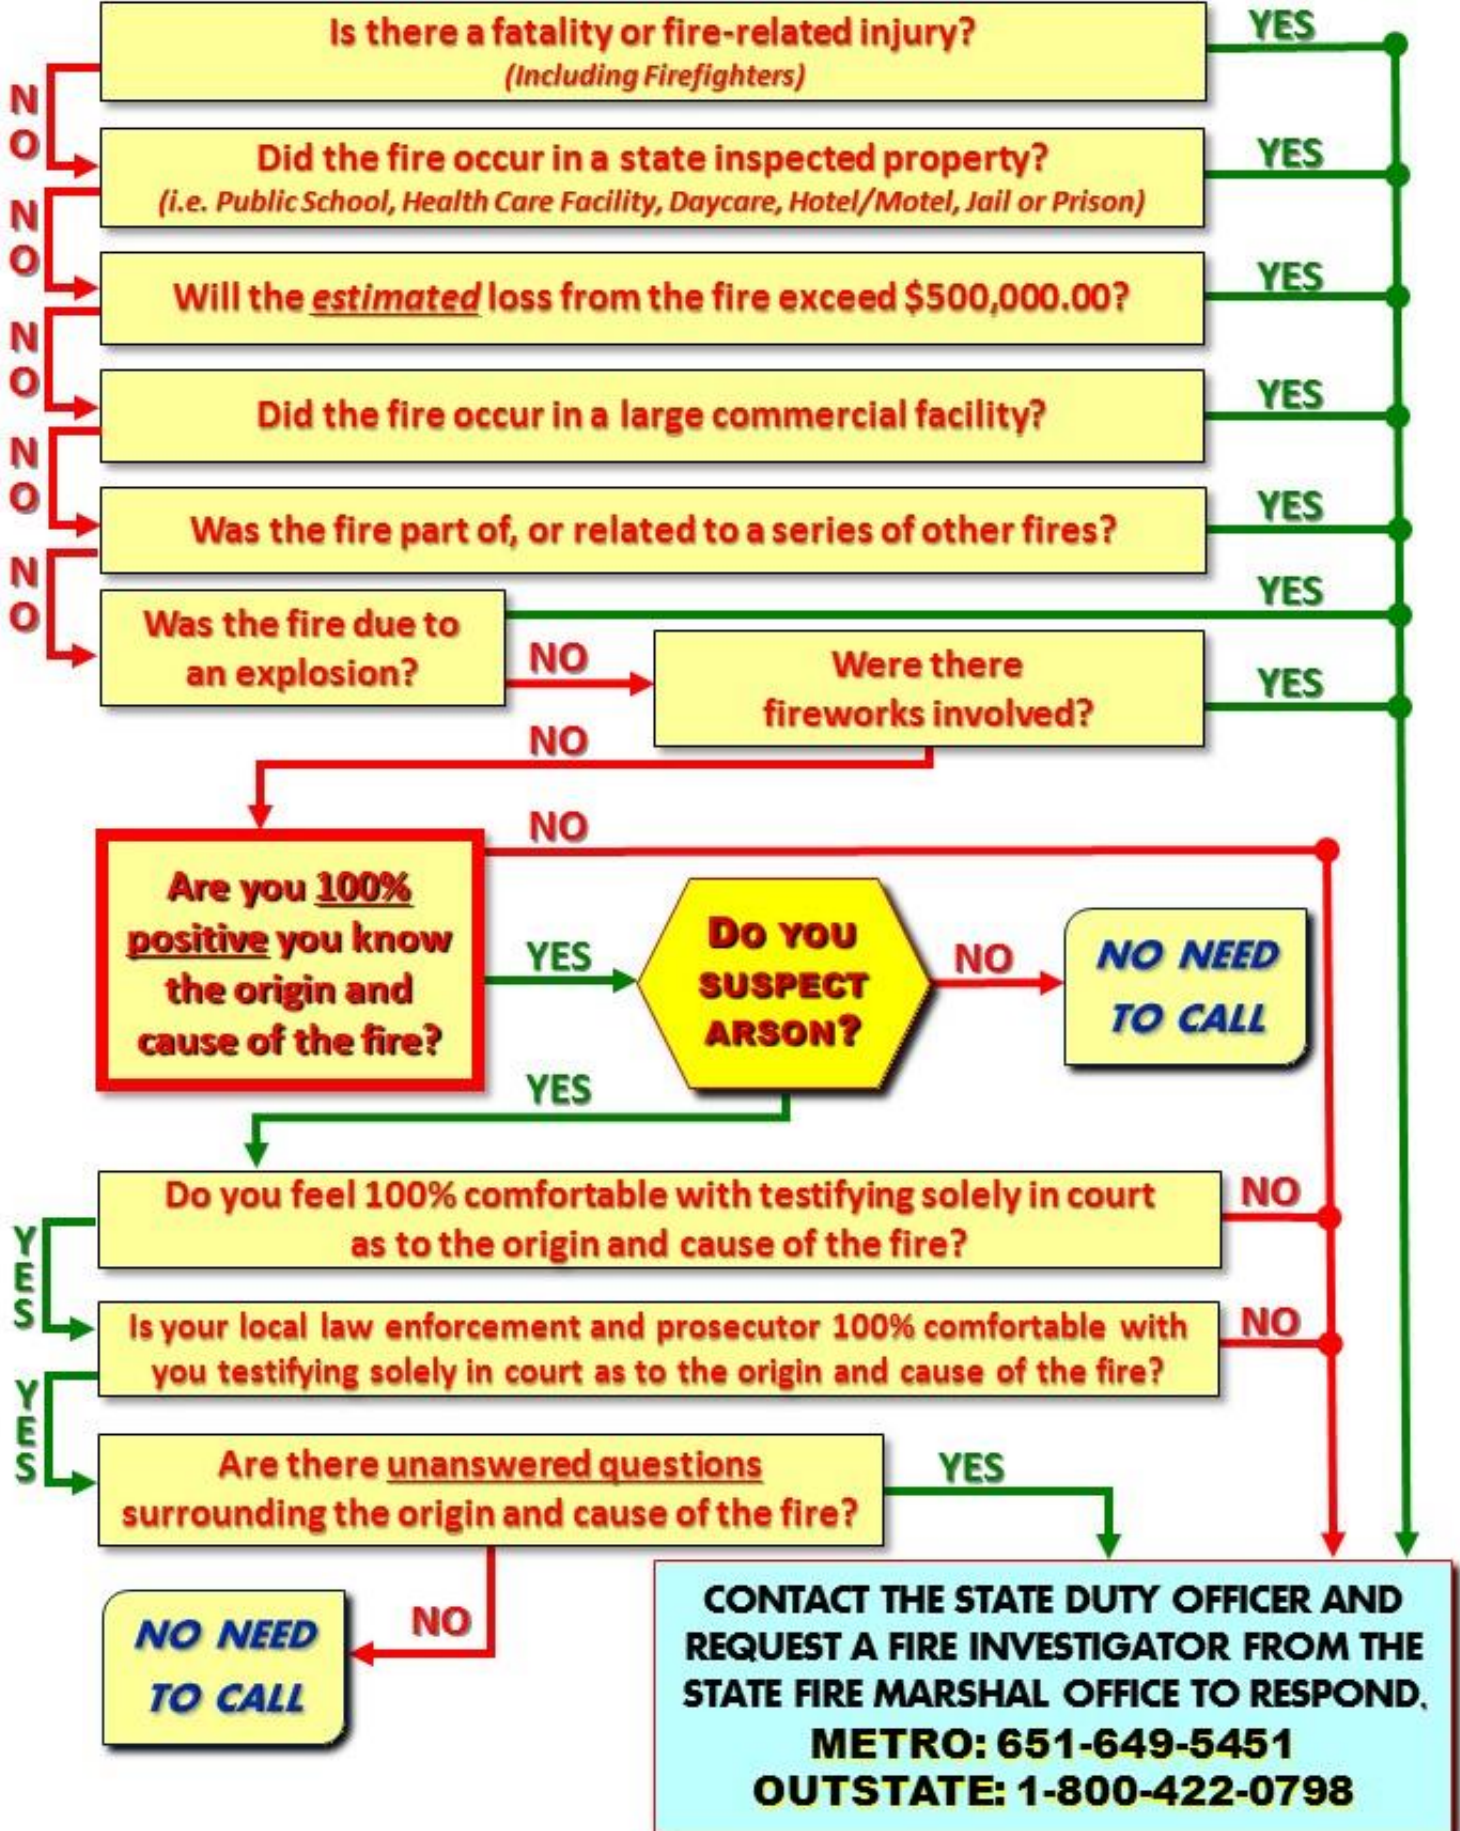 Is there a fatality or fire-related injury?
(Including Firefighters)
YES
NO
Did the fire occur in a state inspected property?
(i.e. Public School, Health Care Facility, Daycare, Hotel/Motel, Jail or Prison)
YES
NO
Will the estimated loss from the fire exceed $500,000.00?
YES
NO
Did the fire occur in a large commercial facility?
YES
NO
Was the fire part of, or related to a series of other fires?
YES
NO
Was the fire due to
an explosion?
YES
NO
Were there
fireworks involved?
YES
NO
Are you 100%
positive you know
the origin and
cause of the fire?
NO
YES
DO YOU
SUSPECT
ARSON?
NO
NO NEED
TO CALL
YES
Do you feel 100% comfortable with testifying solely in court
as to the origin and cause of the fire?
NO
YES
Is your local law enforcement and prosecutor 100% comfortable with
you testifying solely in court as to the origin and cause of the fire?
NO
YES
Are there unanswered questions
surrounding the origin and cause of the fire?
YES
NO
NO NEED
TO CALL
CONTACT THE STATE DUTY OFFICER AND
REQUEST A FIRE INVESTIGATOR FROM THE
STATE FIRE MARSHAL OFFICE TO RESPOND.
METRO: 651-649-5451
OUTSTATE: 1-800-422-0798